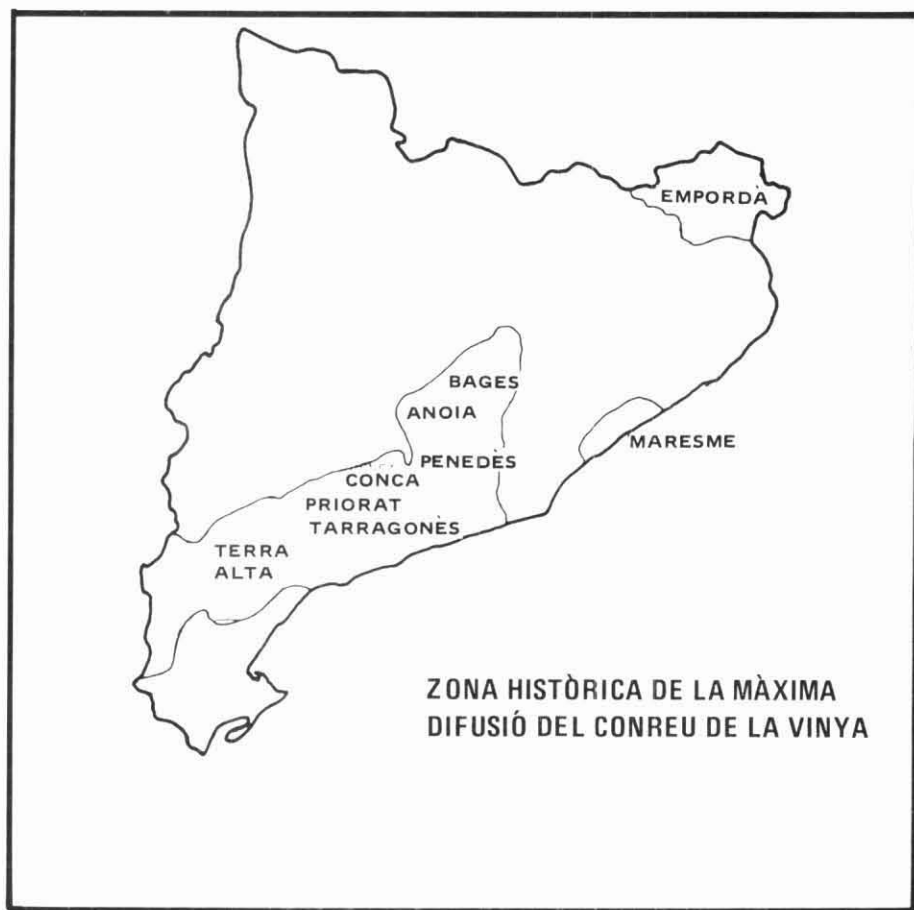 EMPORDÀ
BAGES
ANOIA
MARESME
PENEDÈS
CONCA
PRIORAT
TARRAGONÈS
TERRA
ALTA
ZONA HISTÒRICA DE LA MÀXIMA
DIFUSIÓ DEL CONREU DE LA VINYA